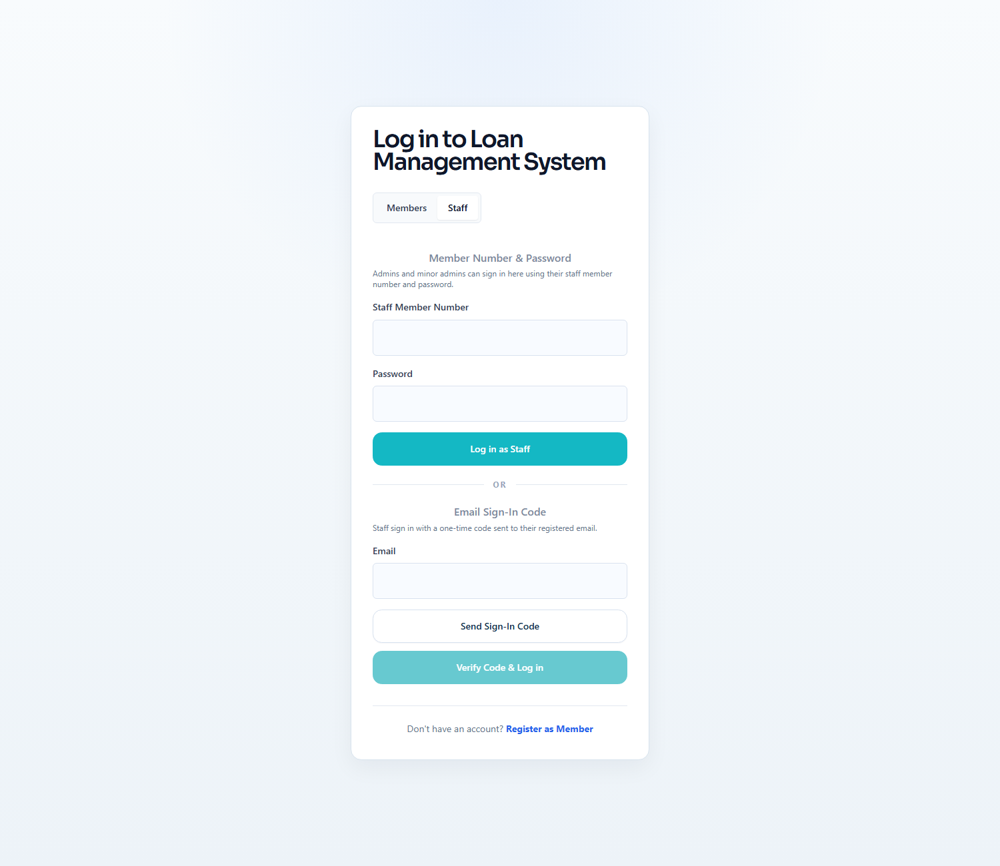 Log in to Loan
Management System
Members Staff
Member Number & Password
Admins and minor admins can sign in here using their staff member
number and password.
Staff Member Number
Password
Log in as Staff
OR
Email Sign-In Code
Staff sign in with a one-time code sent to their registered email.
Email
Send Sign-In Code
Verify Code & Log in
Don't have an account? Register as Member